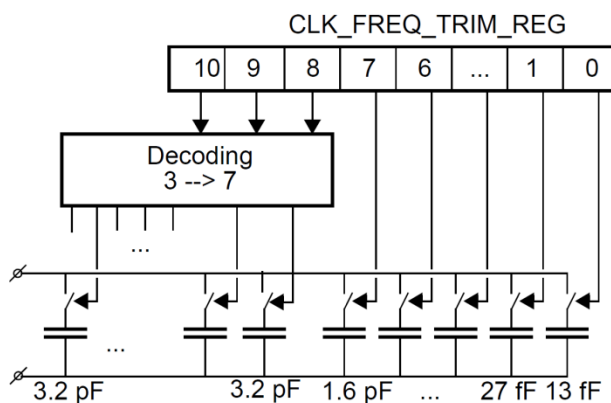 CLK_FREQ_TRIM_REG
10 9 8 7 6 ... 1 0
Decoding
3 --> 7
...
...
3.2 pF 3.2 pF 1.6 pF ... 27 fF 13 fF